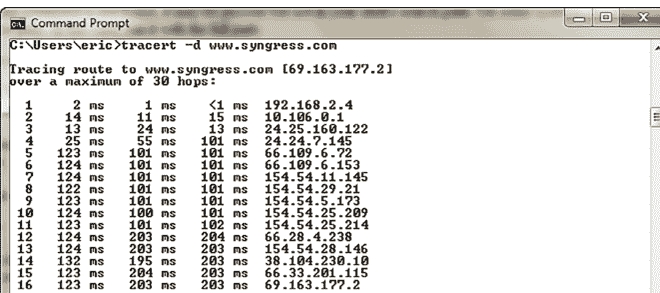 Command Prompt
C:\Users\eric>tracert -d www.syngress.com
Tracing route to www.syngress.com [69.163.177.2]
over a maximum of 30 hops:
1 2 ms 1 ms <1 ms 192.168.2.4
2 14 ms 11 ms 15 ms 10.106.0.1
3 13 ms 24 ms 13 ms 24.25.160.122
4 25 ms 55 ms 101 ms 24.24.7.145
5 123 ms 101 ms 101 ms 66.109.6.72
6 124 ms 101 ms 101 ms 66.109.6.153
7 124 ms 101 ms 101 ms 154.54.11.145
8 122 ms 101 ms 101 ms 154.54.29.21
9 123 ms 101 ms 101 ms 154.54.5.173
10 124 ms 100 ms 101 ms 154.54.25.209
11 123 ms 101 ms 102 ms 154.54.25.214
12 124 ms 203 ms 204 ms 66.28.4.238
13 124 ms 203 ms 203 ms 154.54.28.146
14 132 ms 195 ms 203 ms 38.104.230.10
15 123 ms 204 ms 203 ms 66.33.201.115
16 123 ms 203 ms 203 ms 69.163.177.2